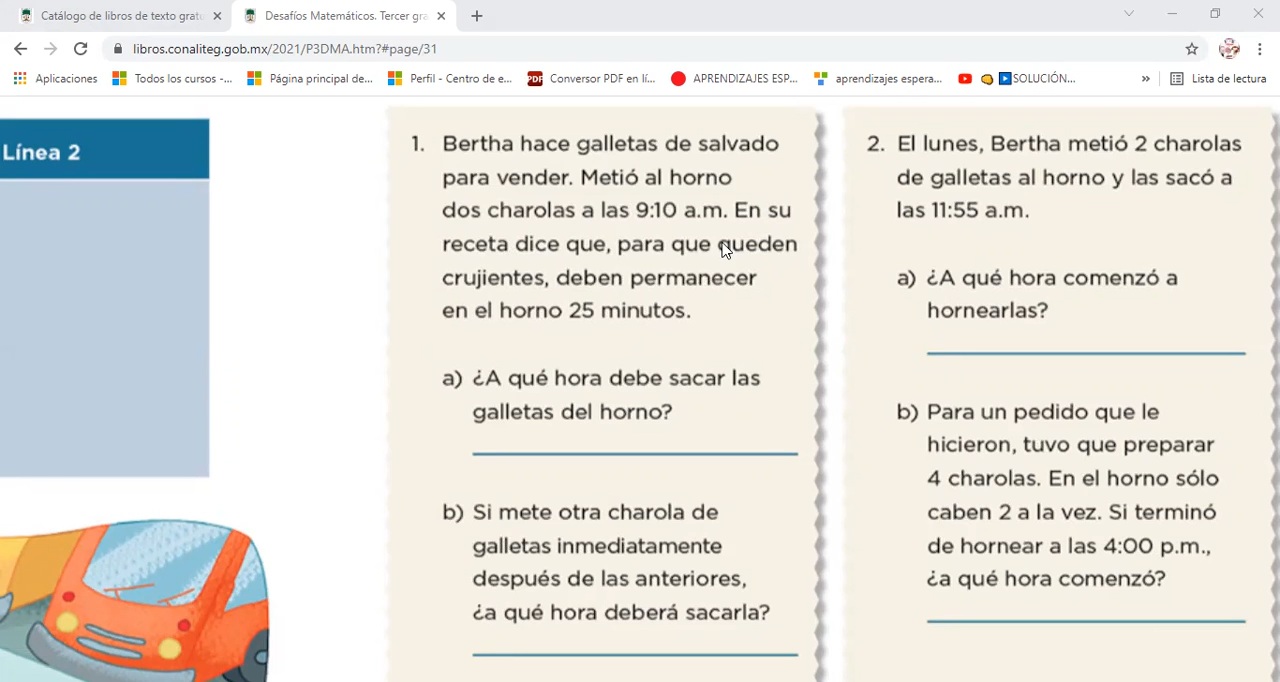 Catálogo de libros de texto gratu
Desafíos Matemáticos. Tercer gra
libros.conaliteg.gob.mx/2021/P3DMA.htm?#page/31
Aplicaciones
Todos los cursos -...
Página principal de...
Perfil - Centro de e...
PDF
Conversor PDF en lí...
APRENDIZAJES ESP...
aprendizajes espera...
SOLUCIÓN...
»
Lista de lectura
Línea 2
1. Bertha hace galletas de salvado
para vender. Metió al horno
dos charolas a las 9:10 a.m. En su
receta dice que, para que queden
crujientes, deben permanecer
en el horno 25 minutos.
a) ¿A qué hora debe sacar las
galletas del horno?
b) Si mete otra charola de
galletas inmediatamente
después de las anteriores,
¿a qué hora deberá sacarla?
2. El lunes, Bertha metió 2 charolas
de galletas al horno y las sacó a
las 11:55 a.m.
a) ¿A qué hora comenzó a
hornearlas?
b) Para un pedido que le
hicieron, tuvo que preparar
4 charolas. En el horno sólo
caben 2 a la vez. Si terminó
de hornear a las 4:00 p.m.,
¿a qué hora comenzó?